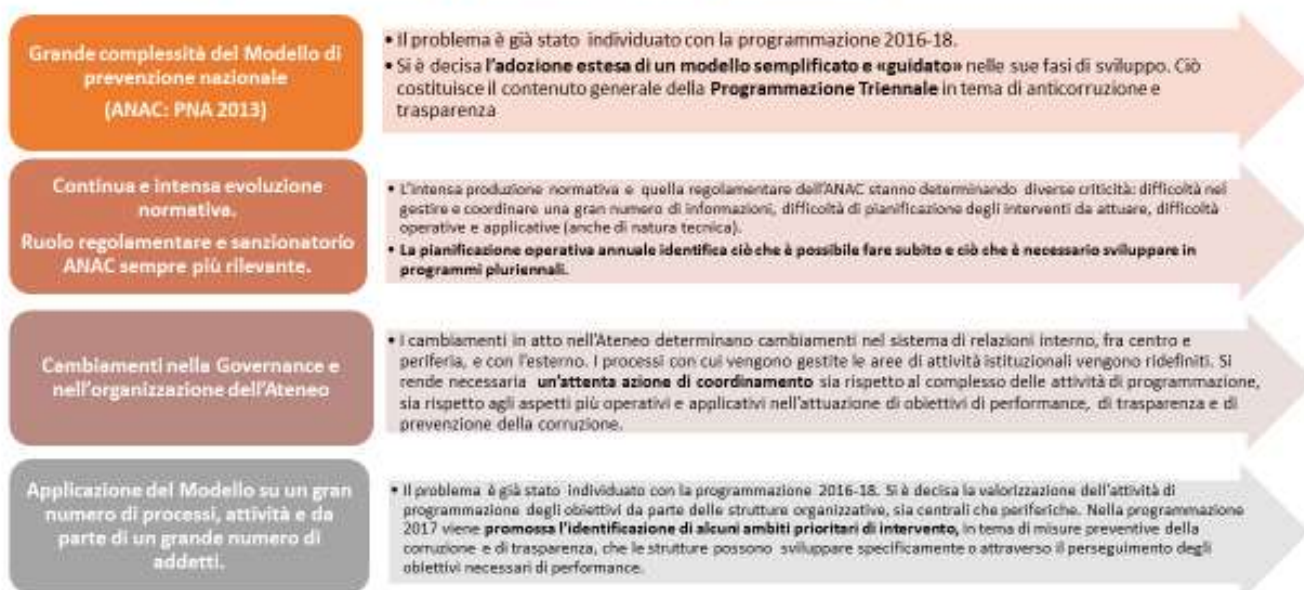 Grande complessità del Modello di
prevenzione nazionale
(ANAC: PNA 2013)
• Il problema è già stato individuato con la programmazione 2016-18.
• Si è decisa l'adozione estesa di un modello semplificato e «guidato» nelle sue fasi di sviluppo. Ciò
costituisce il contenuto generale della Programmazione Triennale in tema di anticorruzione e
trasparenza
Continua e intensa evoluzione
normativa.
Ruolo regolamentare e sanzionatorio
ANAC sempre più rilevante.
• L'intensa produzione normativa e quella regolamentare dell'ANAC stanno determinando diverse criticità: difficoltà nel
gestire e coordinare una gran numero di informazioni, difficoltà di pianificazione degli interventi da attuare, difficoltà
operative e applicative (anche di natura tecnica).
• La pianificazione operativa annuale identifica ciò che è possibile fare subito e ciò che è necessario sviluppare in
programmi pluriennali.
Cambiamenti nella Governance e
nell'organizzazione dell'Ateneo
• I cambiamenti in atto nell'Ateneo determinano cambiamenti nel sistema di relazioni interno, fra centro e
periferia, e con l'esterno. I processi con cui vengono gestite le aree di attività istituzionali vengono ridefiniti. Si
rende necessaria un'attenta azione di coordinamento sia rispetto al complesso delle attività di programmazione,
sia rispetto agli aspetti più operativi e applicativi nell'attuazione di obiettivi di performance, di trasparenza e di
prevenzione della corruzione.
Applicazione del Modello su un gran
numero di processi, attività e da
parte di un grande numero di
addetti.
• Il problema è già stato individuato con la programmazione 2016-18. Si è decisa la valorizzazione dell'attività di
programmazione degli obiettivi da parte delle strutture organizzative, sia centrali che periferiche. Nella programmazione
2017 viene promossa l'identificazione di alcuni ambiti prioritari di intervento, in tema di misure preventive della
corruzione e di trasparenza, che le strutture possono sviluppare specificamente o attraverso il perseguimento degli
obiettivi necessari di performance.